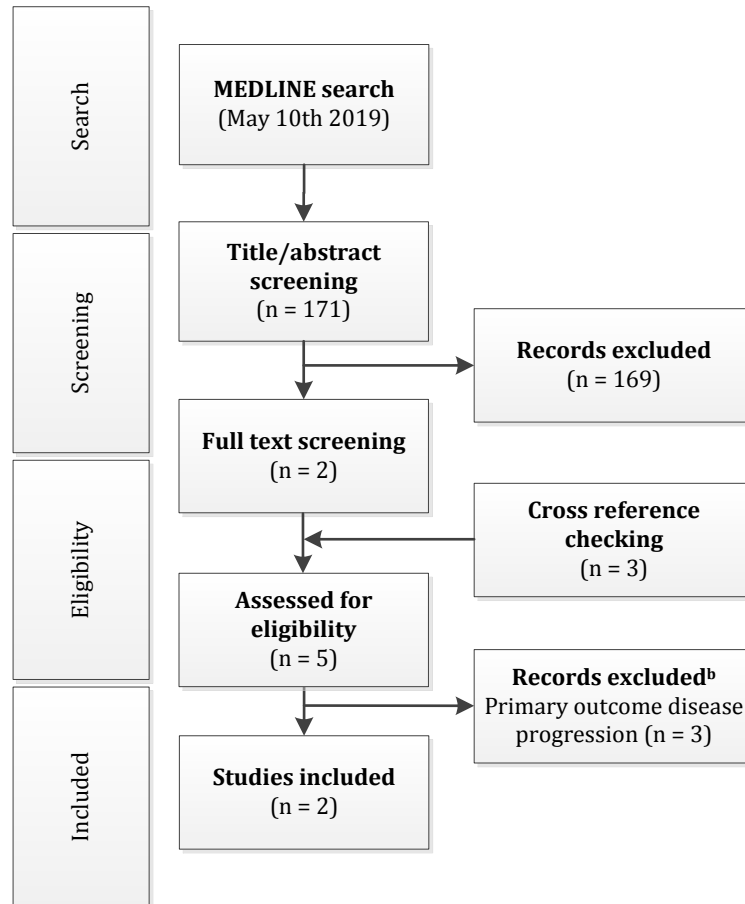 Search
MEDLINE search
(May 10th 2019)
Screening
Title/abstract
screening
(n = 171)
Records excluded
(n = 169)
Full text screening
(n = 2)
Eligibility
Cross reference
checking
(n = 3)
Assessed for
eligibility
(n = 5)
Records excludedᵇ
Primary outcome disease
progression (n = 3)
Included
Studies included
(n = 2)